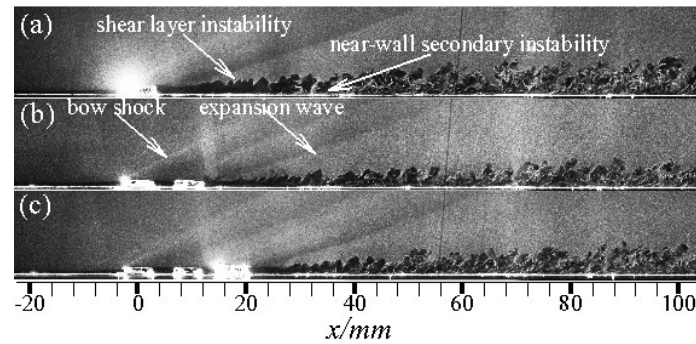 (a)
shear layer instability
near-wall secondary instability
bow shock
expansion wave
(b)
(c)
-20 0 20 40 60 80 100
x/mm